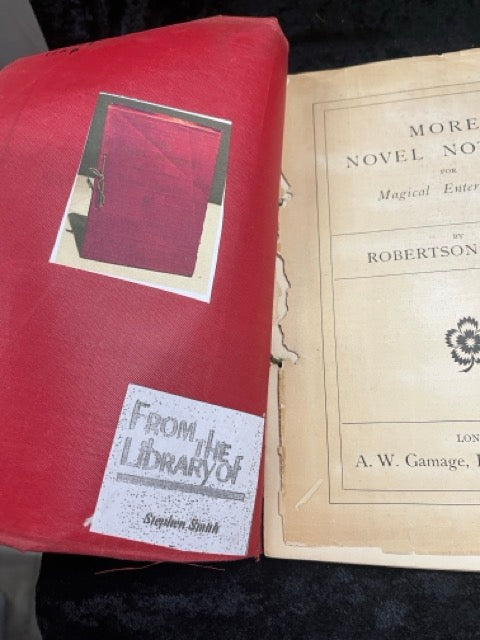 FROM THE
LIBRARY OF
Stephen Smith
MORE
NOVEL NO
FOR
Magical Enter
BY
ROBERTSON
LON
A. W. Gamage,